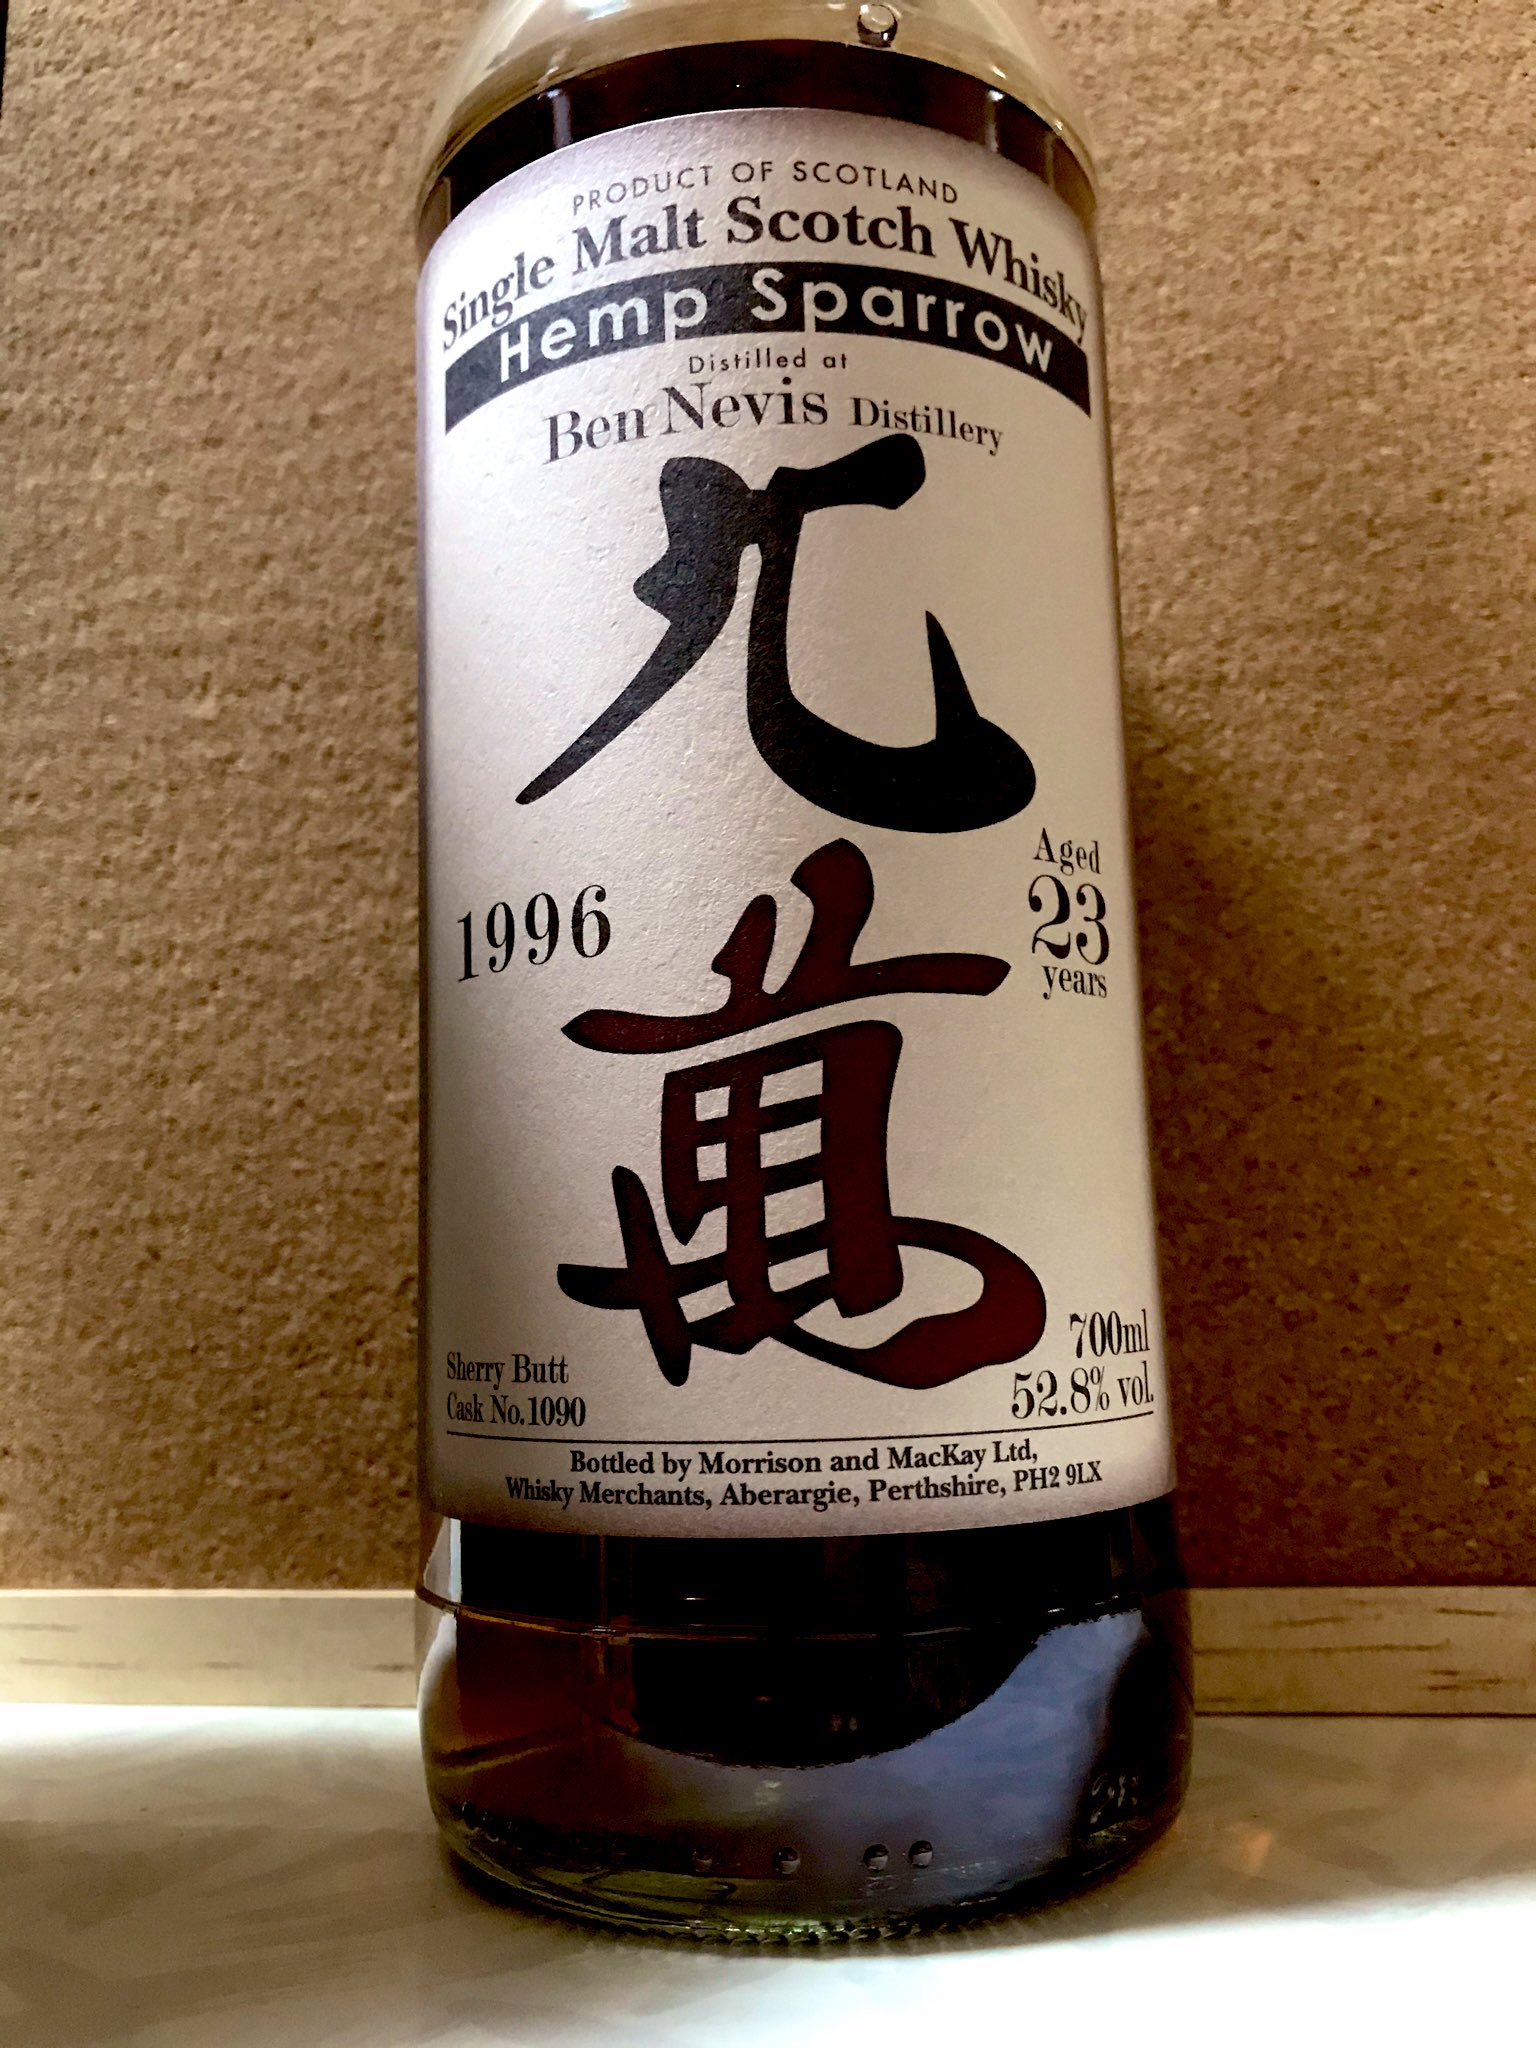 PRODUCT OF SCOTLAND
Single Malt Scotch Whisky
Hemp Sparrow
Distilled at
Ben Nevis Distillery
九
萬
1996
Aged
23
years
Sherry Butt
Cask No.1090
700ml
52.8% vol.
Bottled by Morrison and MacKay Ltd,
Whisky Merchants, Aberargie, Perthshire, PH2 9LX